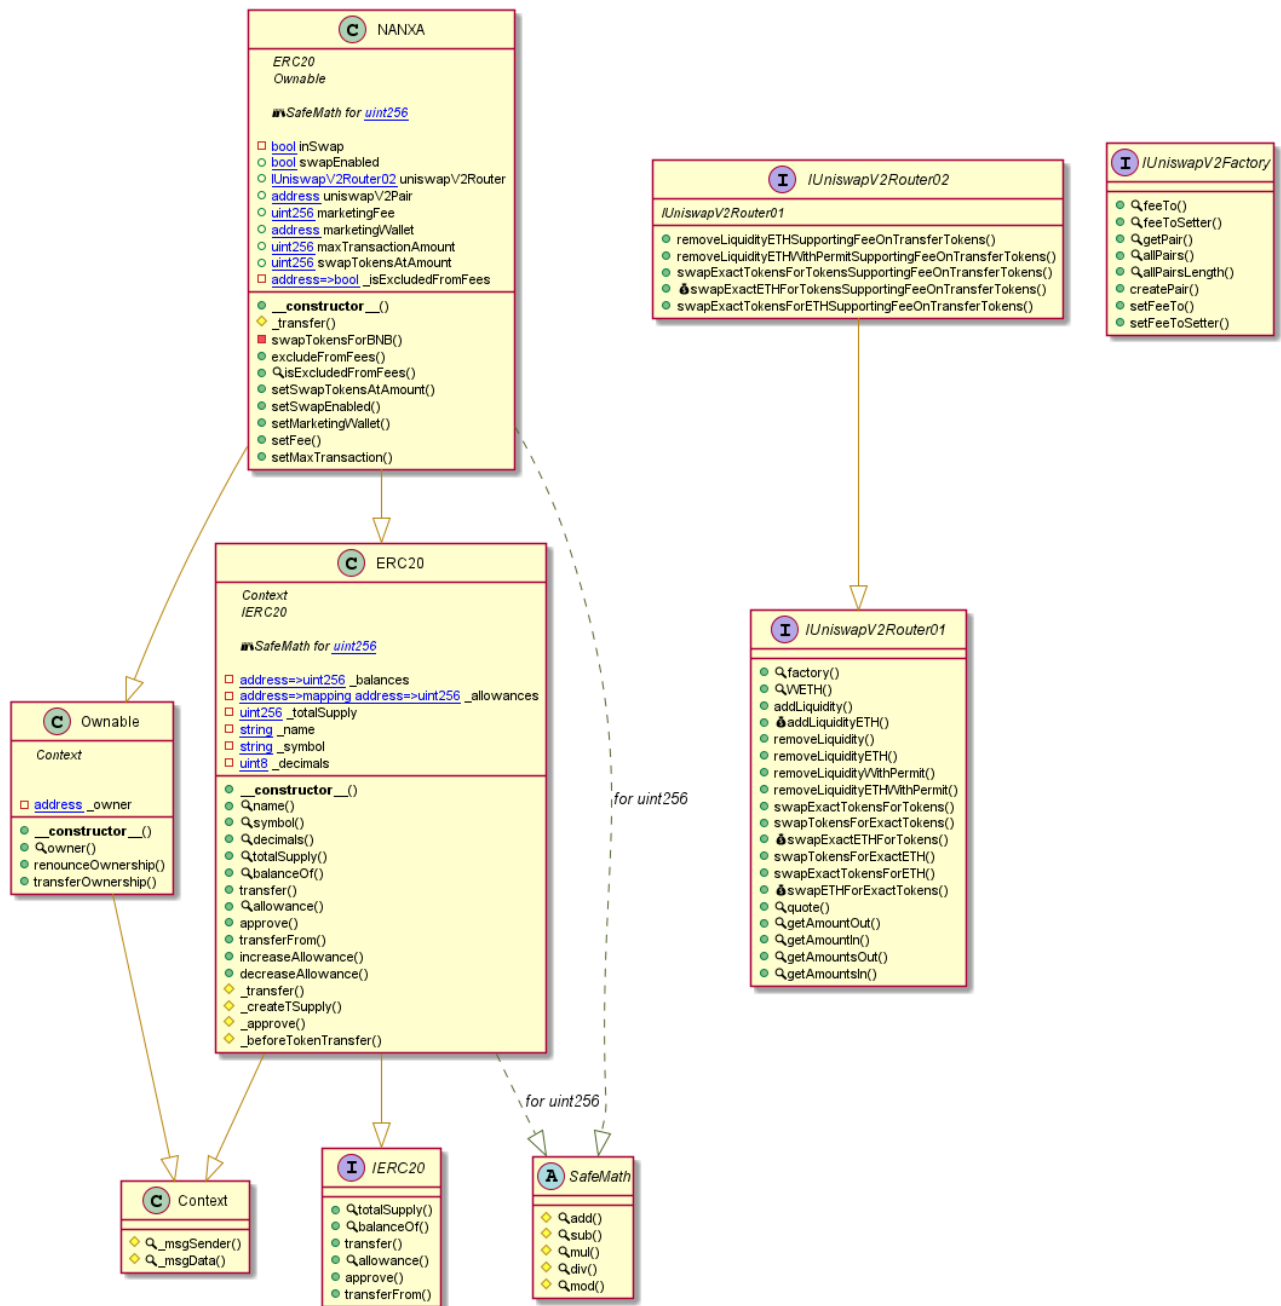 C NANXA
ERC20
Ownable
SafeMath for uint256
bool inSwap
bool swapEnabled
IUniswapV2Router02 uniswapV2Router
address uniswapV2Pair
uint256 marketingFee
address marketingWallet
uint256 maxTransactionAmount
uint256 swapTokensAtAmount
address=>bool _isExcludedFromFees
__constructor__()
_transfer()
swapTokensForBNB()
excludeFromFees()
isExcludedFromFees()
setSwapTokensAtAmount()
setSwapEnabled()
setMarketingWallet()
setFee()
setMaxTransaction()
I IUniswapV2Router02
IUniswapV2Router01
removeLiquidityETHSupportingFeeOnTransferTokens()
removeLiquidityETHWithPermitSupportingFeeOnTransferTokens()
swapExactTokensForTokensSupportingFeeOnTransferTokens()
swapExactETHForTokensSupportingFeeOnTransferTokens()
swapExactTokensForETHSupportingFeeOnTransferTokens()
I IUniswapV2Factory
feeTo()
feeToSetter()
getPair()
allPairs()
allPairsLength()
createPair()
setFeeTo()
setFeeToSetter()
C ERC20
Context
IERC20
SafeMath for uint256
address=>uint256 _balances
address=>mapping address=>uint256 _allowances
uint256 _totalSupply
string _name
string _symbol
uint8 _decimals
__constructor__()
name()
symbol()
decimals()
totalSupply()
balanceOf()
transfer()
allowance()
approve()
transferFrom()
increaseAllowance()
decreaseAllowance()
_transfer()
_createTSupply()
_approve()
_beforeTokenTransfer()
C Ownable
Context
address _owner
__constructor__()
owner()
renounceOwnership()
transferOwnership()
for uint256
for uint256
I IUniswapV2Router01
factory()
WETH()
addLiquidity()
addLiquidityETH()
removeLiquidity()
removeLiquidityETH()
removeLiquidityWithPermit()
removeLiquidityETHWithPermit()
swapExactTokensForTokens()
swapTokensForExactTokens()
swapExactETHForTokens()
swapTokensForExactETH()
swapExactTokensForETH()
swapETHForExactTokens()
quote()
getAmountOut()
getAmountIn()
getAmountsOut()
getAmountsIn()
C Context
_msgSender()
_msgData()
I IERC20
totalSupply()
balanceOf()
transfer()
allowance()
approve()
transferFrom()
A SafeMath
add()
sub()
mul()
div()
mod()